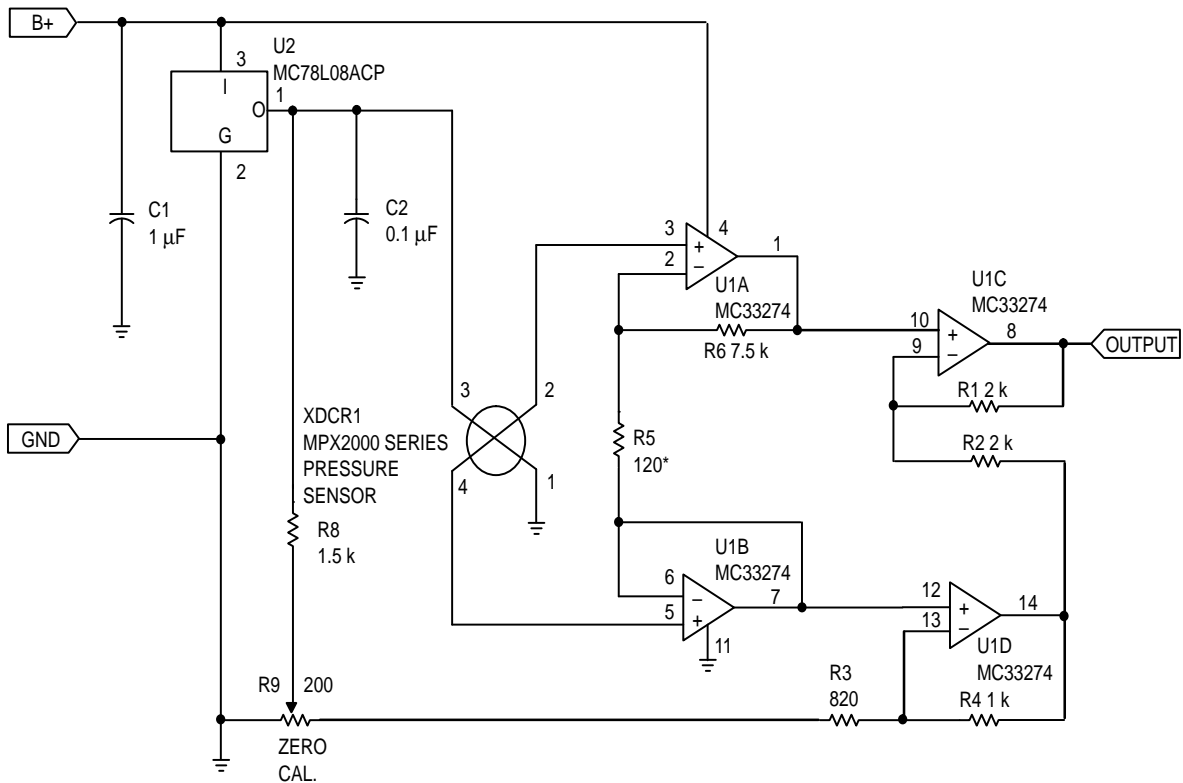 B+
U2
MC78L08ACP
3
I
1
O
G
2
C1
1 µF
C2
0.1 µF
3
4
1
+
2
–
U1A
MC33274
R6 7.5 k
U1C
MC33274
10
8
+
9
–
OUTPUT
R1 2 k
R2 2 k
GND
XDCR1
MPX2000 SERIES
PRESSURE
SENSOR
3
2
4
1
R5
120*
R8
1.5 k
U1B
MC33274
6
–
7
5
+
11
12
14
+
13
–
U1D
MC33274
R3
820
R4 1 k
R9 200
ZERO
CAL.